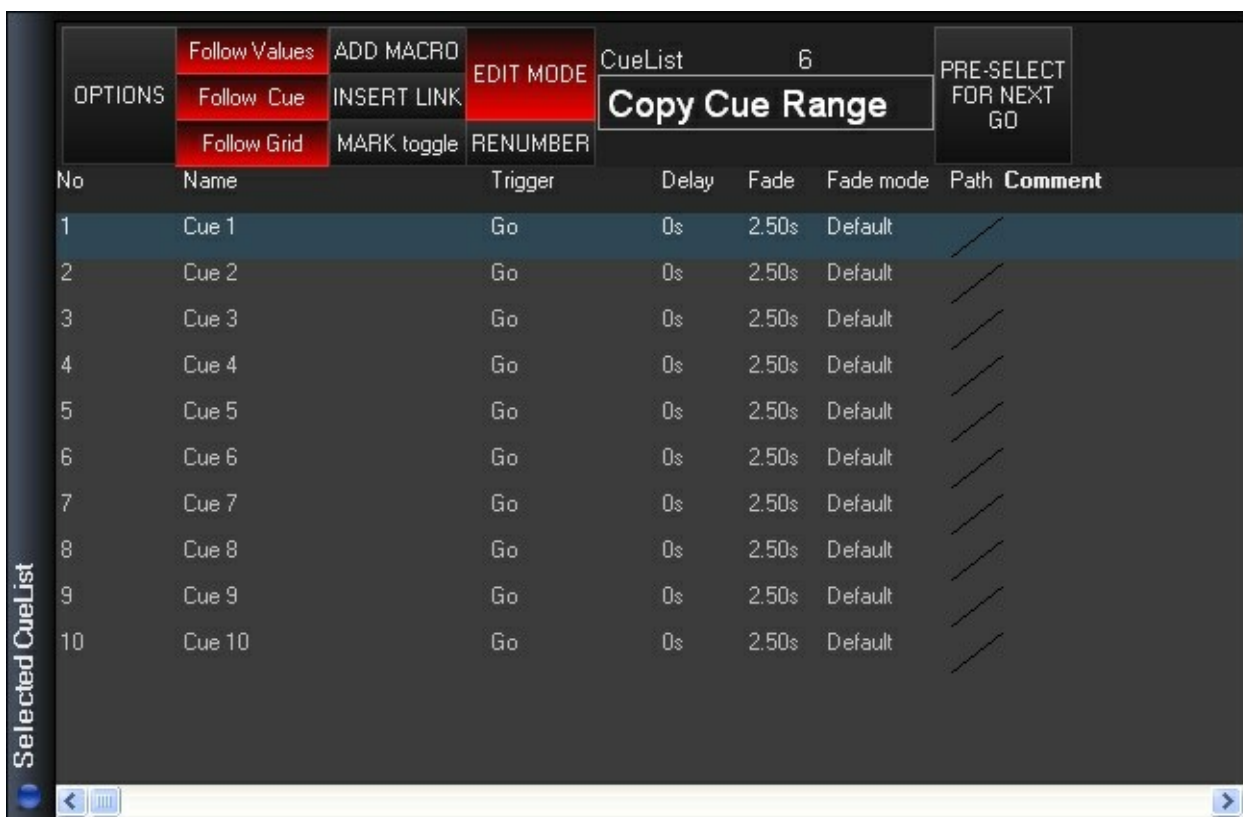 OPTIONS
Follow Values
Follow Cue
Follow Grid
ADD MACRO
INSERT LINK
MARK toggle
EDIT MODE
RENUMBER
CueList 6
Copy Cue Range
PRE-SELECT
FOR NEXT
GO
No Name Trigger Delay Fade Fade mode Path Comment
1 Cue 1 Go 0s 2.50s Default
2 Cue 2 Go 0s 2.50s Default
3 Cue 3 Go 0s 2.50s Default
4 Cue 4 Go 0s 2.50s Default
5 Cue 5 Go 0s 2.50s Default
6 Cue 6 Go 0s 2.50s Default
7 Cue 7 Go 0s 2.50s Default
8 Cue 8 Go 0s 2.50s Default
9 Cue 9 Go 0s 2.50s Default
10 Cue 10 Go 0s 2.50s Default
Selected CueList